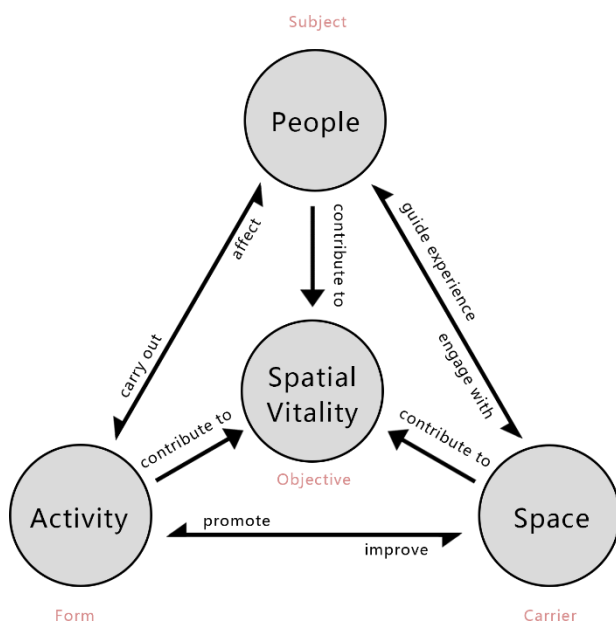 Subject
People
affect
carry out
contribute to
guide experience
engage with
Spatial
Vitality
Objective
contribute to
contribute to
Activity
promote
improve
Space
Form
Carrier